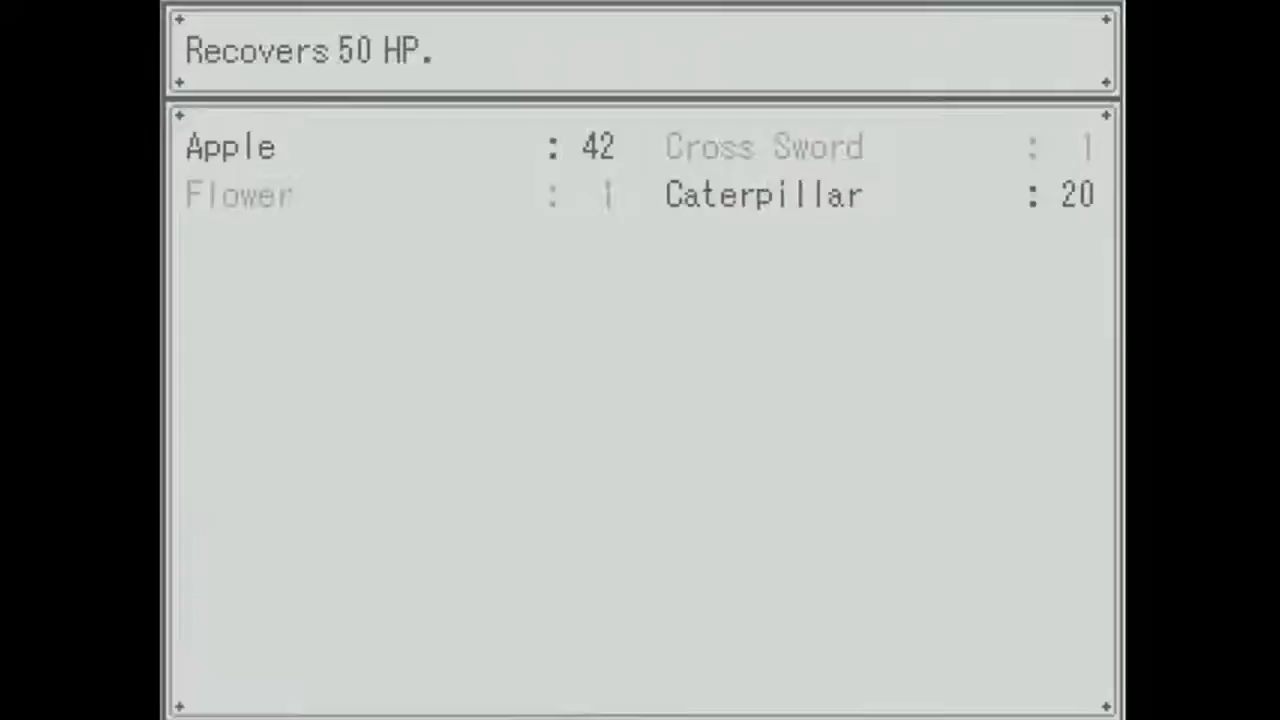 Recovers 50 HP.
Apple : 42 Cross Sword : 1
Flower : 1 Caterpillar : 20